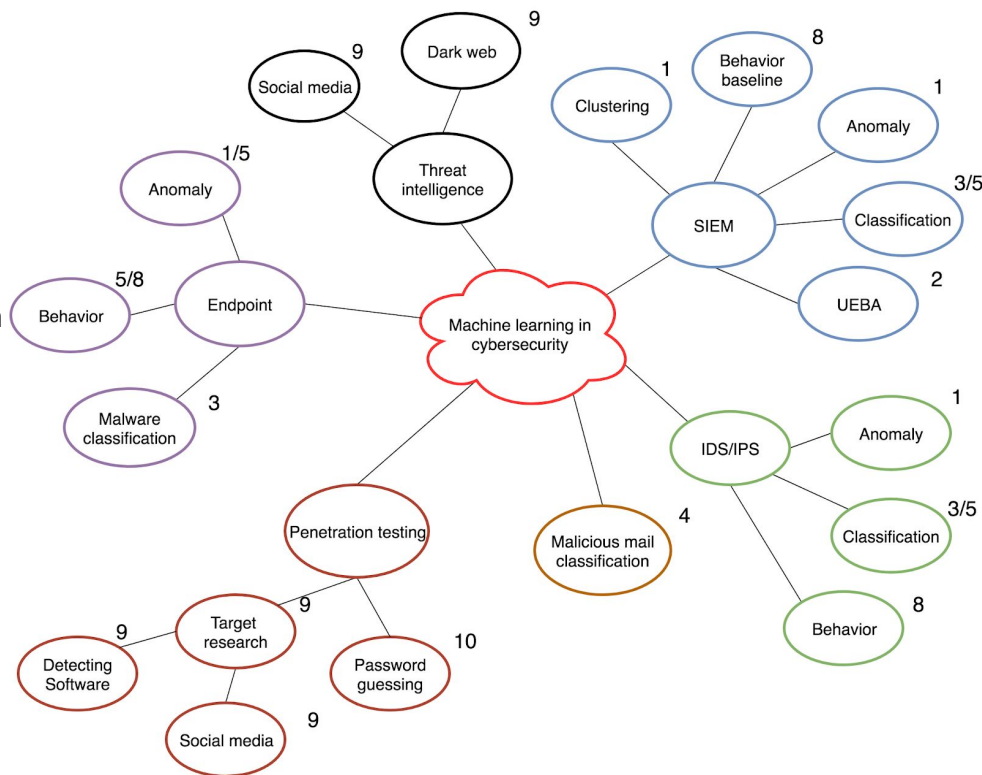 9
Dark web
9
Social media
Threat
intelligence
8
Behavior
baseline
1
Clustering
1
Anomaly
3/5
Classification
SIEM
2
UEBA
1/5
Anomaly
5/8
Behavior
Endpoint
3
Malware
classification
Machine learning in
cybersecurity
1
Anomaly
IDS/IPS
3/5
Classification
8
Behavior
4
Malicious mail
classification
Penetration testing
9
Target
research
9
Detecting
Software
10
Password
guessing
9
Social media